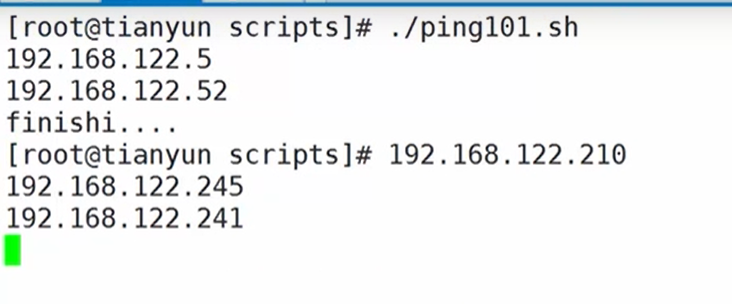 [root@tianyun scripts]# ./ping101.sh
192.168.122.5
192.168.122.52
finishi....
[root@tianyun scripts]# 192.168.122.210
192.168.122.245
192.168.122.241